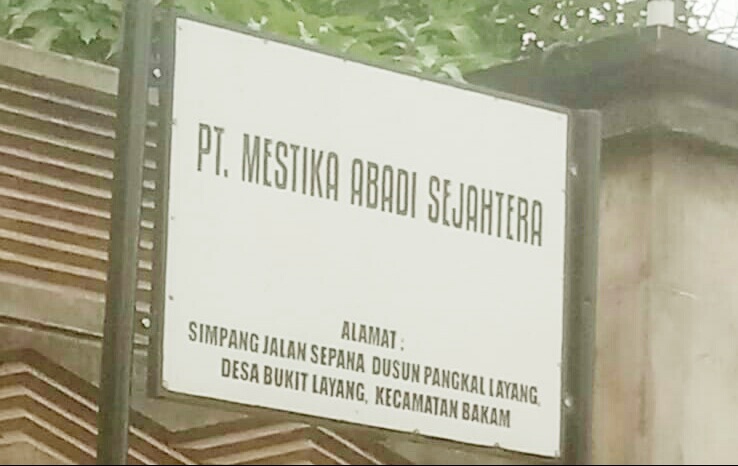 PT. MESTIKA ABADI SEJAHTERA
ALAMAT :
SIMPANG JALAN SEPANA DUSUN PANGKAL LAYANG.
DESA BUKIT LAYANG, KECAMATAN BAKAM